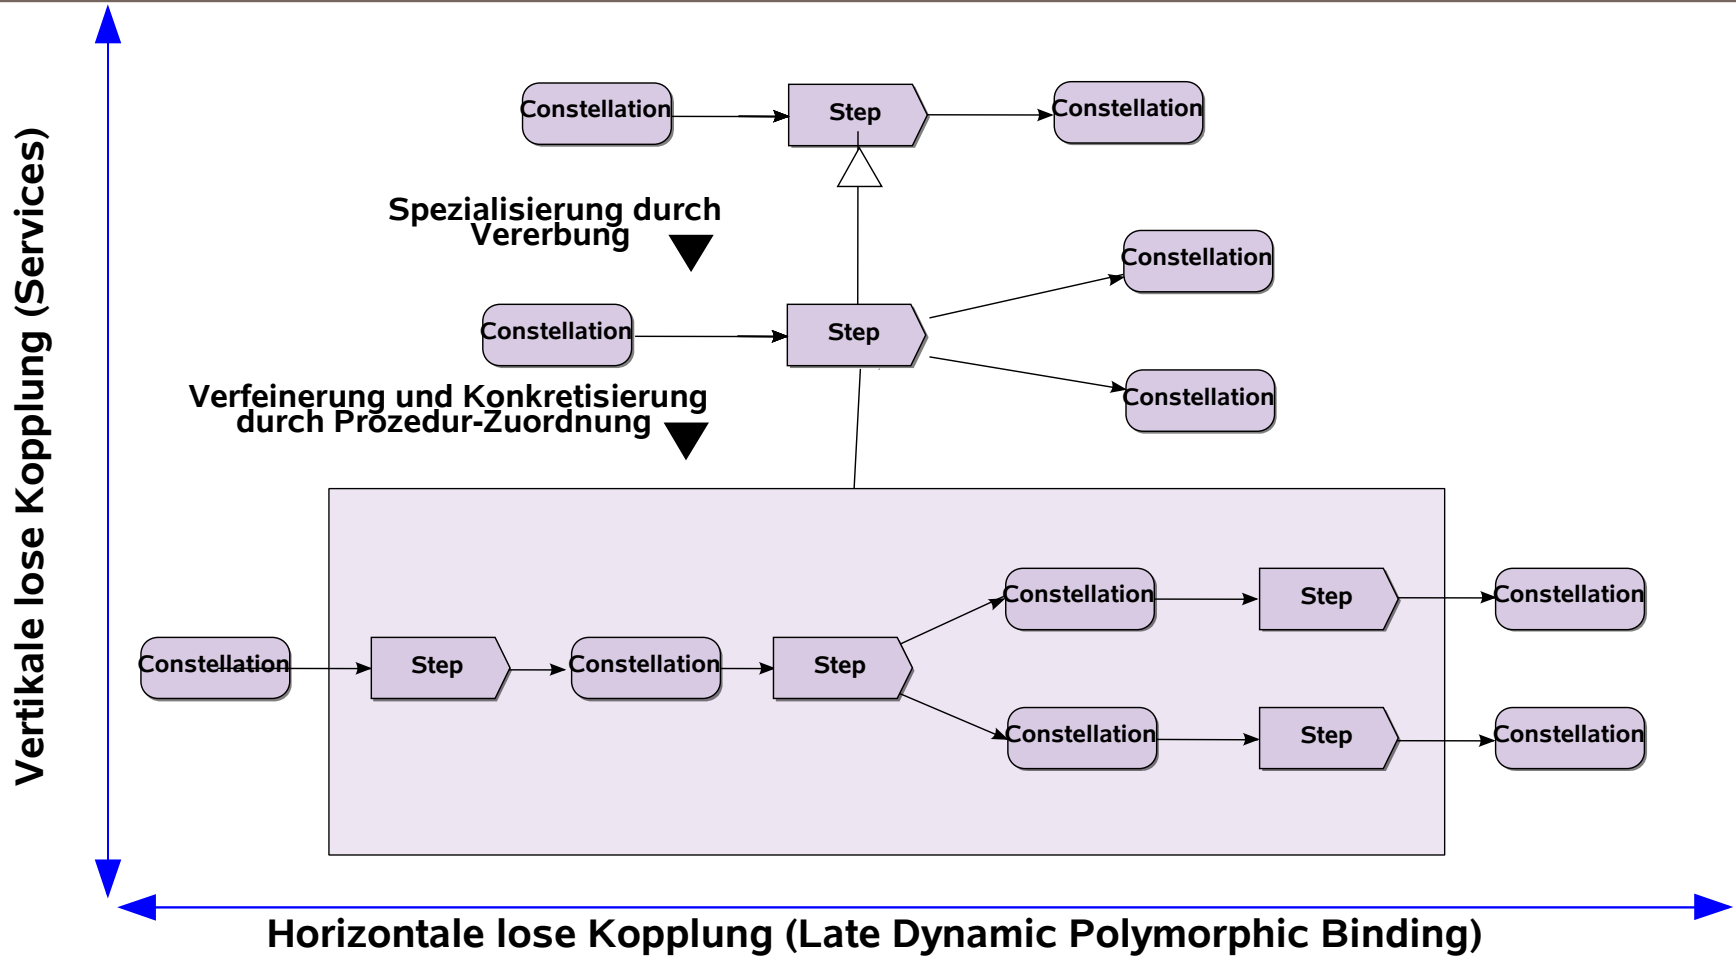 Vertikale lose Kopplung (Services)
Constellation
Step
Constellation
Spezialisierung durch
Vererbung
Constellation
Constellation
Step
Constellation
Verfeinerung und Konkretisierung
durch Prozedur-Zuordnung
Constellation
Step
Constellation
Step
Constellation
Step
Constellation
Constellation
Step
Constellation
Horizontale lose Kopplung (Late Dynamic Polymorphic Binding)